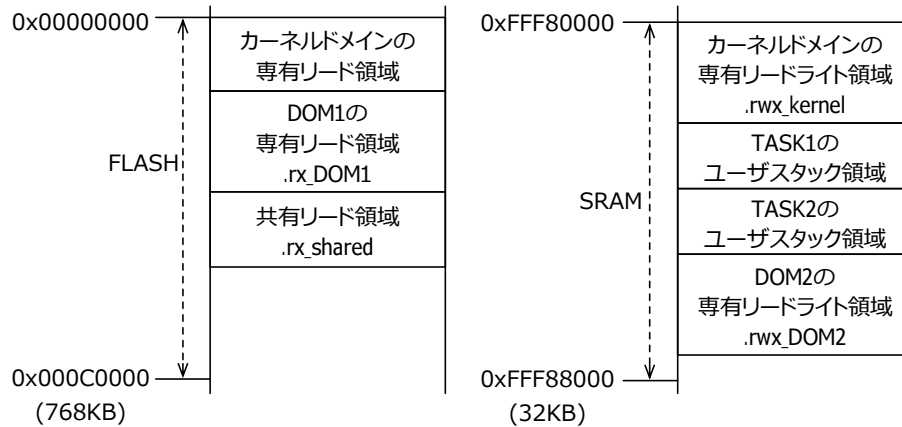 0x00000000
カーネルドメインの
専有リード領域
DOM1の
専有リード領域
.rx_DOM1
FLASH
共有リード領域
.rx_shared
0x000C0000
(768KB)
0xFFF80000
カーネルドメインの
専有リードライト領域
.rwx_kernel
TASK1の
ユーザスタック領域
SRAM
TASK2の
ユーザスタック領域
DOM2の
専有リードライト領域
.rwx_DOM2
0xFFF88000
(32KB)